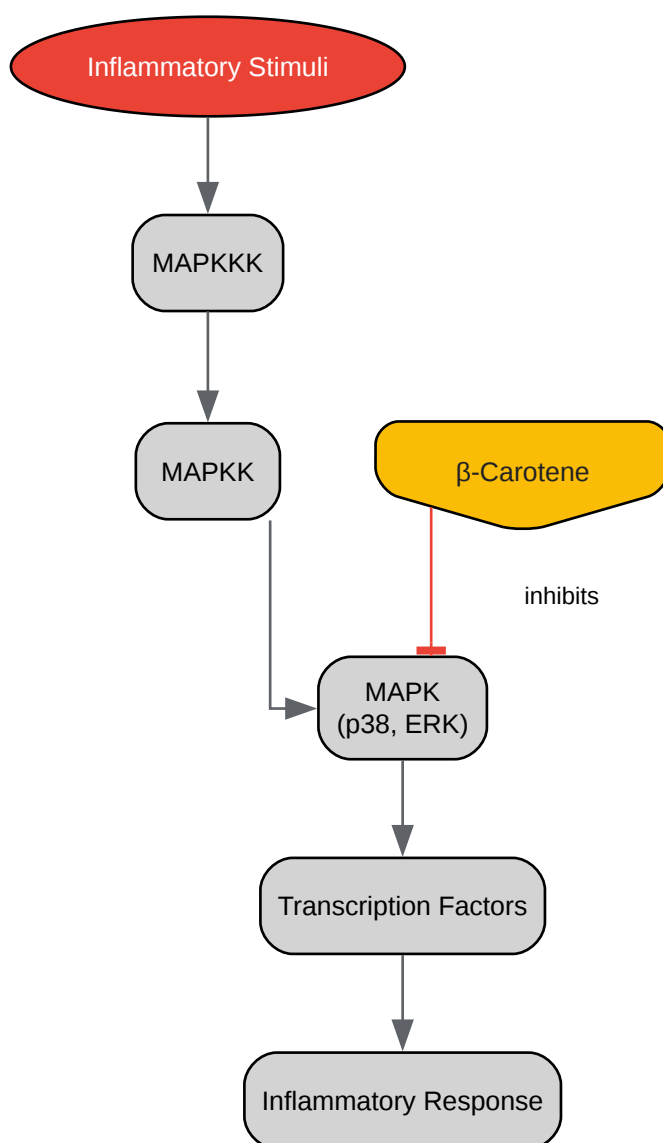 Inflammatory Stimuli
MAPKKK
MAPKK
β-Carotene
inhibits
MAPK
(p38, ERK)
Transcription Factors
Inflammatory Response